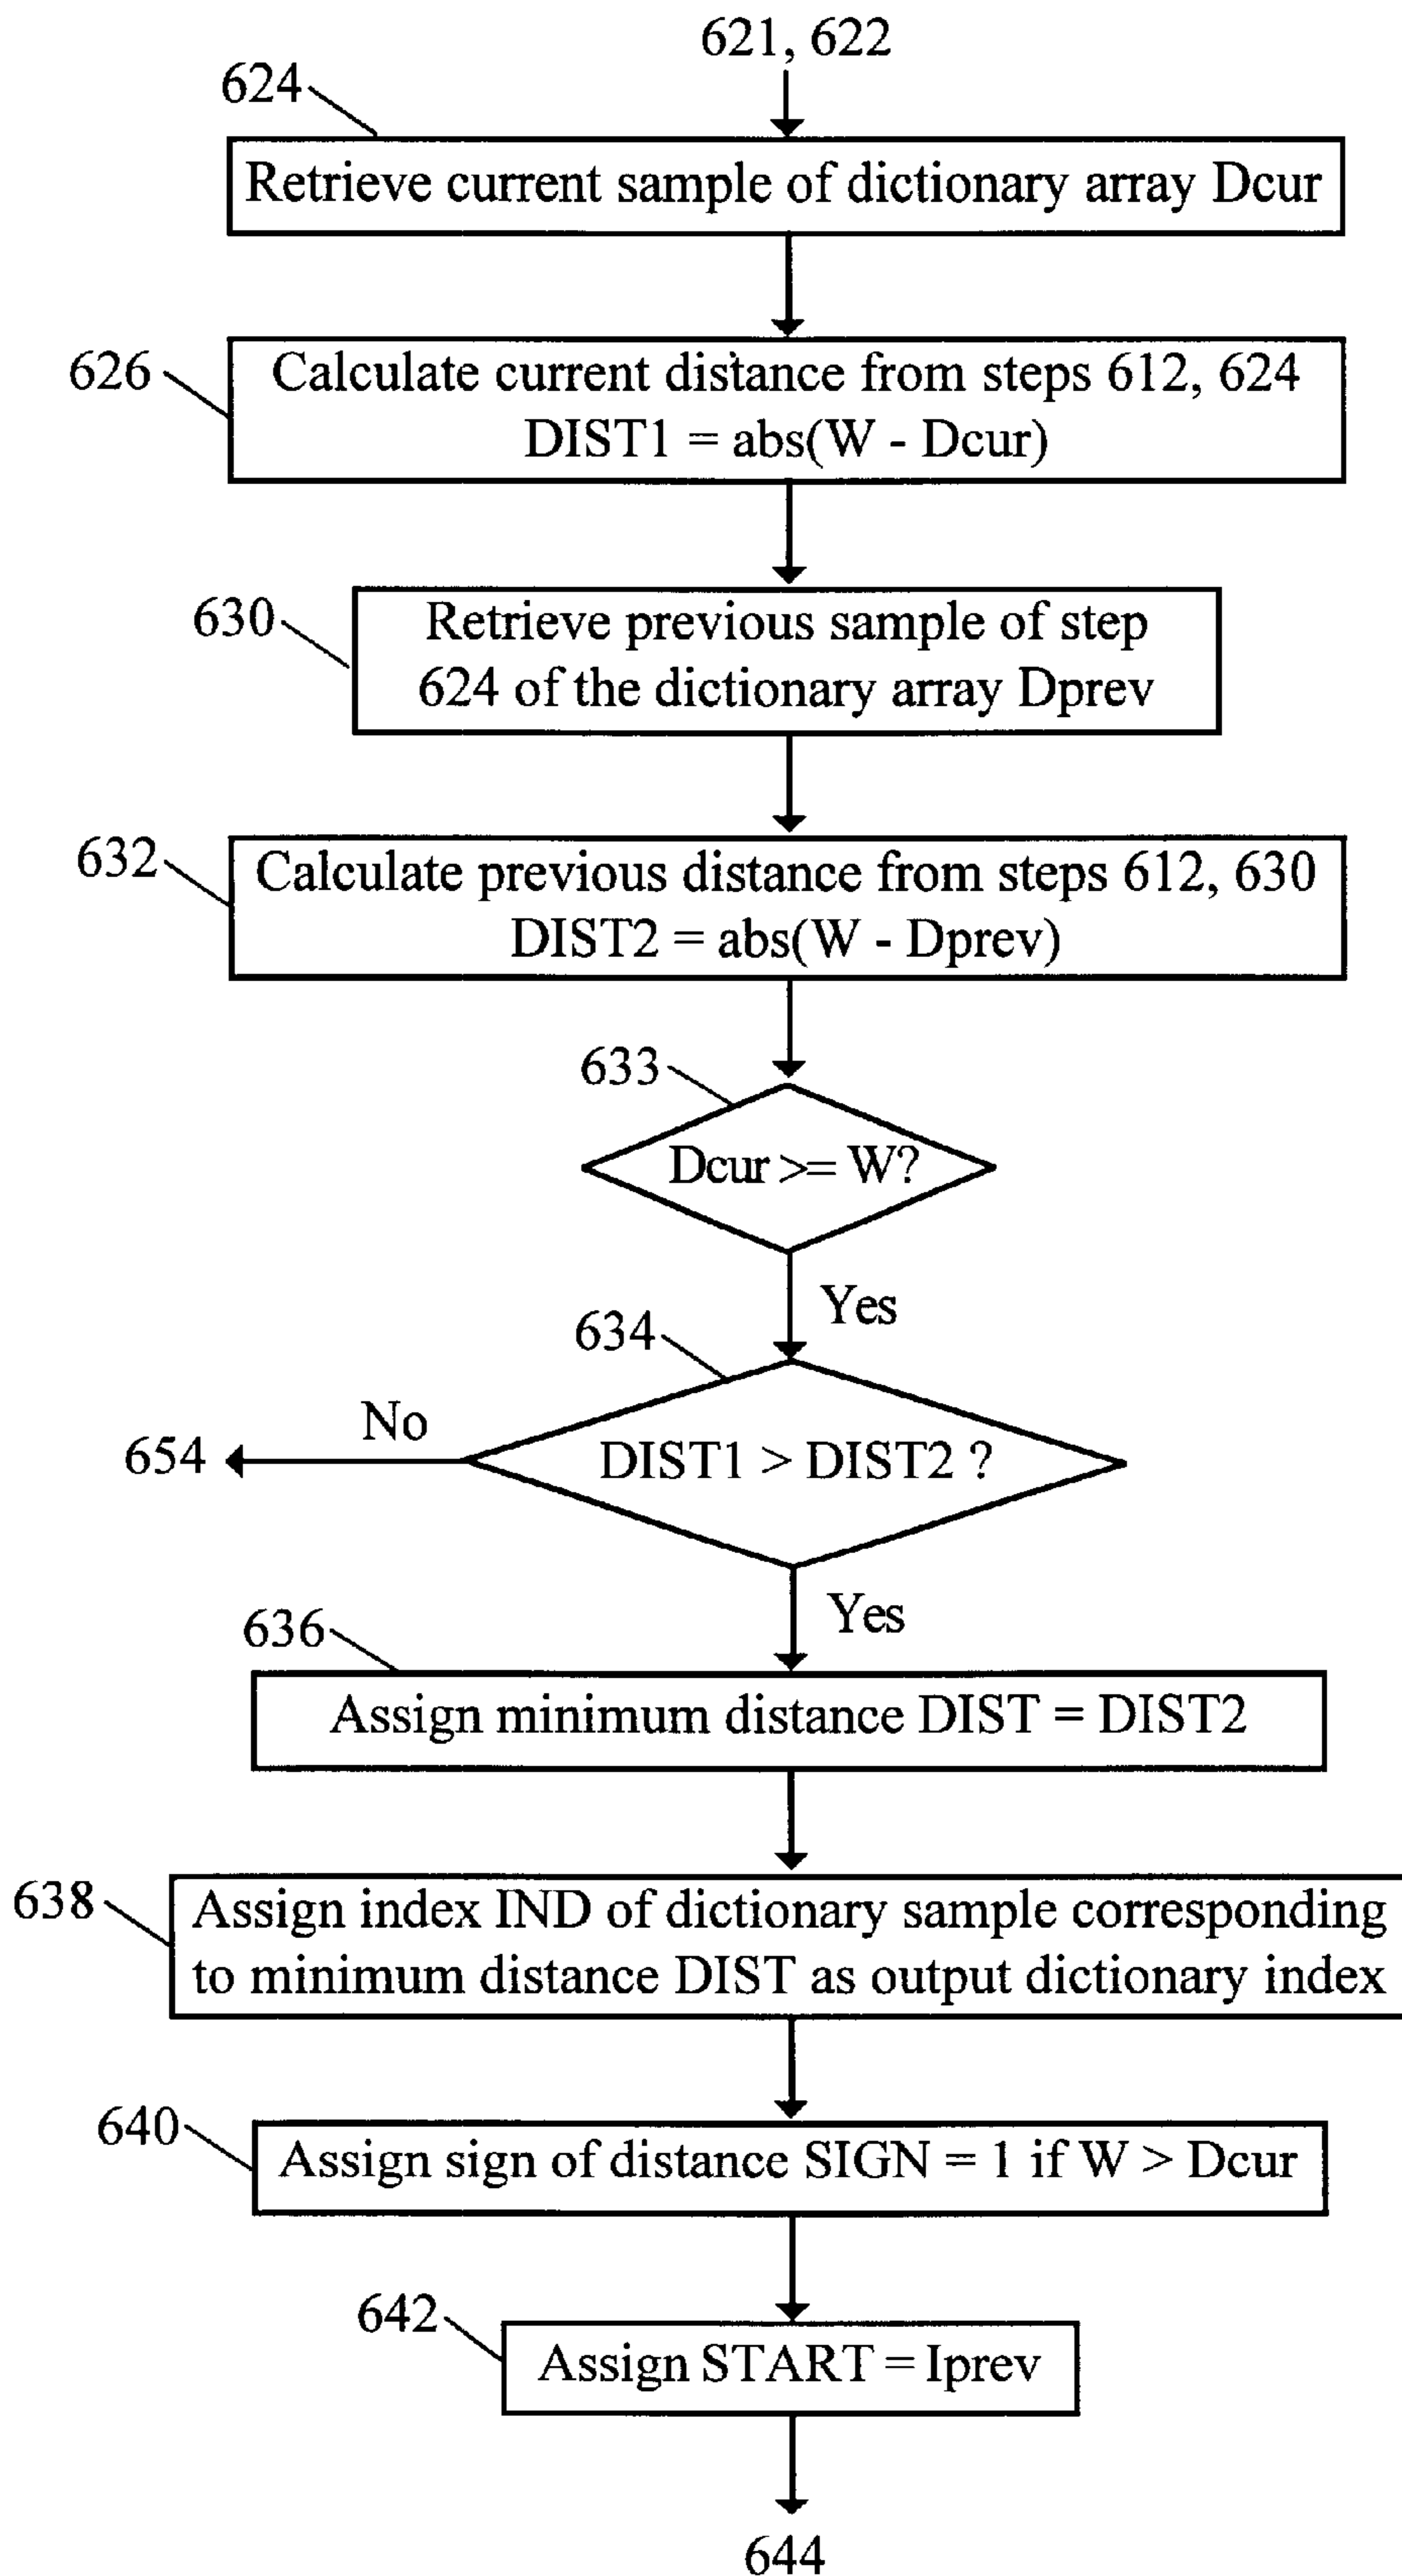 621, 622
624
Retrieve current sample of dictionary array Dcur
626
Calculate current distance from steps 612, 624
DIST1 = abs(W - Dcur)
630
Retrieve previous sample of step
624 of the dictionary array Dprev
632
Calculate previous distance from steps 612, 630
DIST2 = abs(W - Dprev)
633
Dcur >= W?
Yes
634
No
654
DIST1 > DIST2 ?
Yes
636
Assign minimum distance DIST = DIST2
638
Assign index IND of dictionary sample corresponding
to minimum distance DIST as output dictionary index
640
Assign sign of distance SIGN = 1 if W > Dcur
642
Assign START = Iprev
644